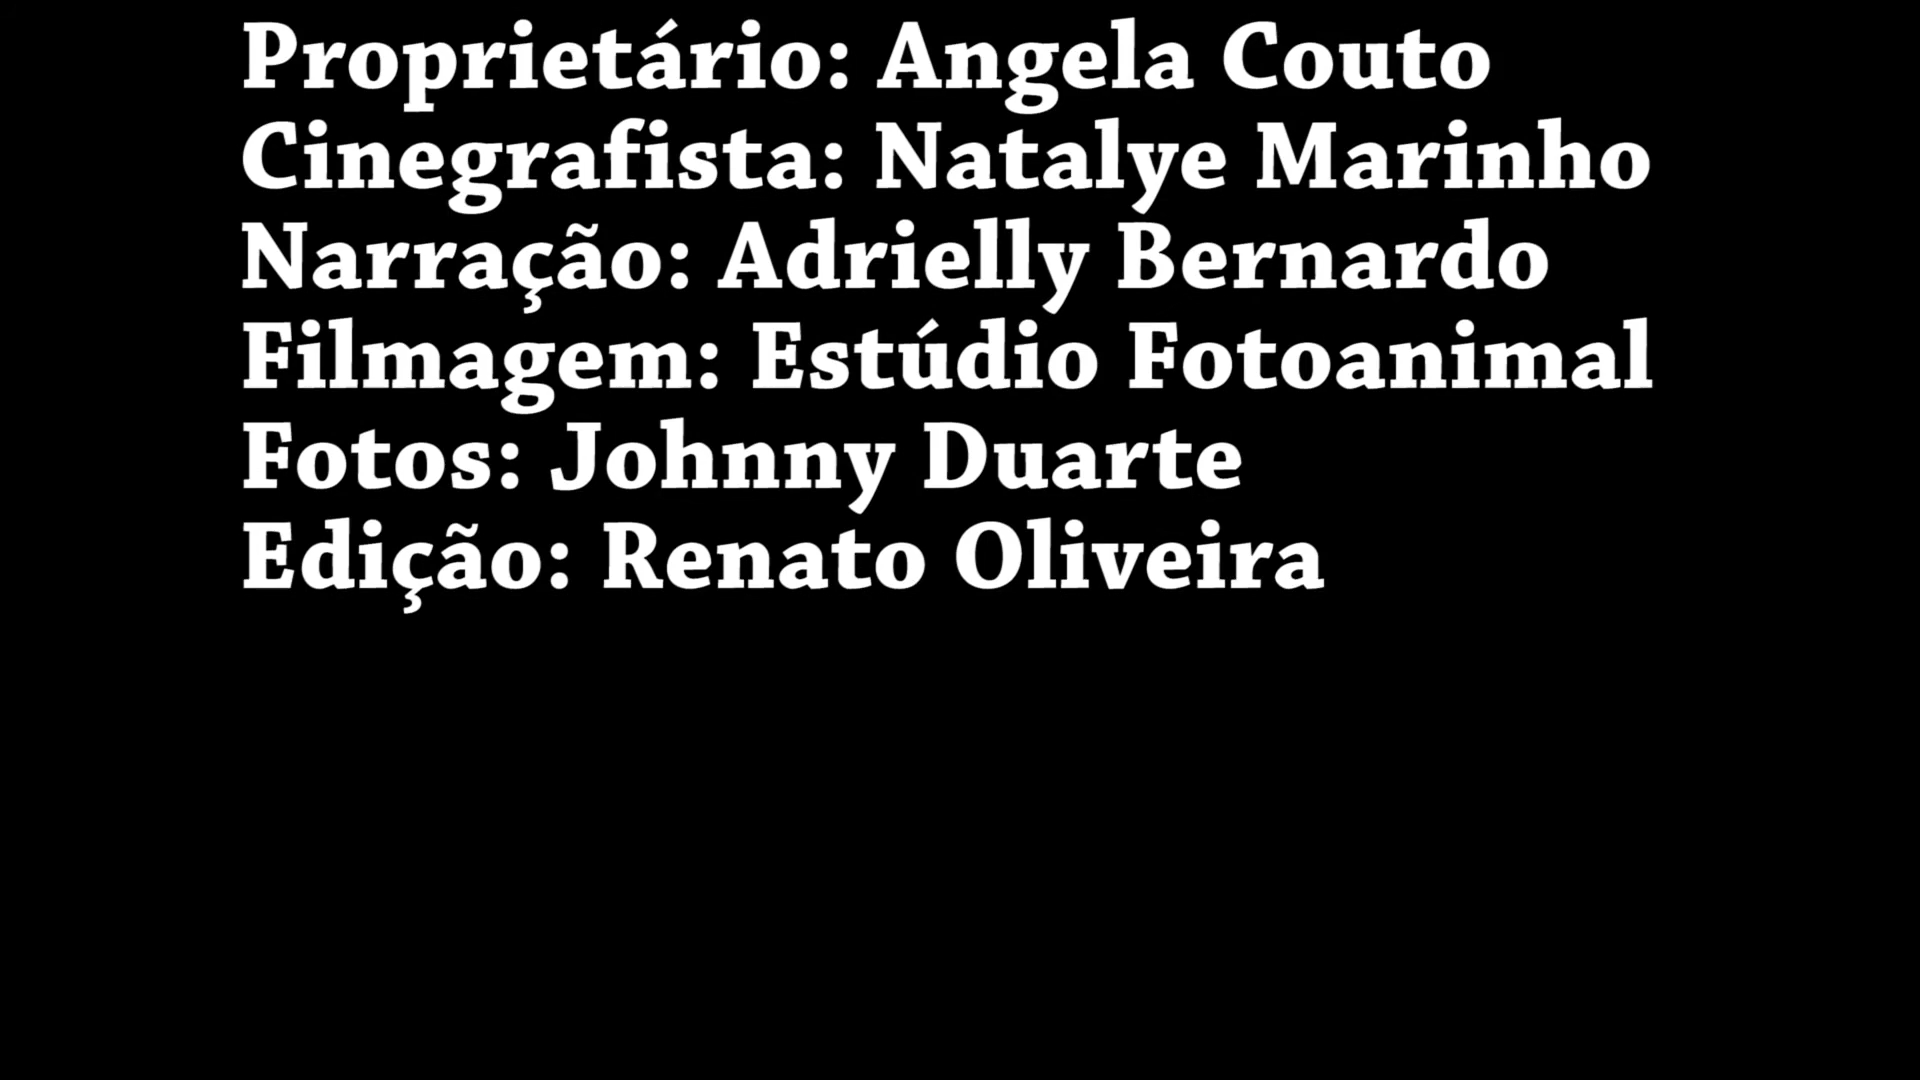 Proprietário: Angela Couto
Cinegrafista: Natalye Marinho
Narração: Adrielly Bernardo
Filmagem: Estúdio Fotoanimal
Fotos: Johnny Duarte
Edição: Renato Oliveira